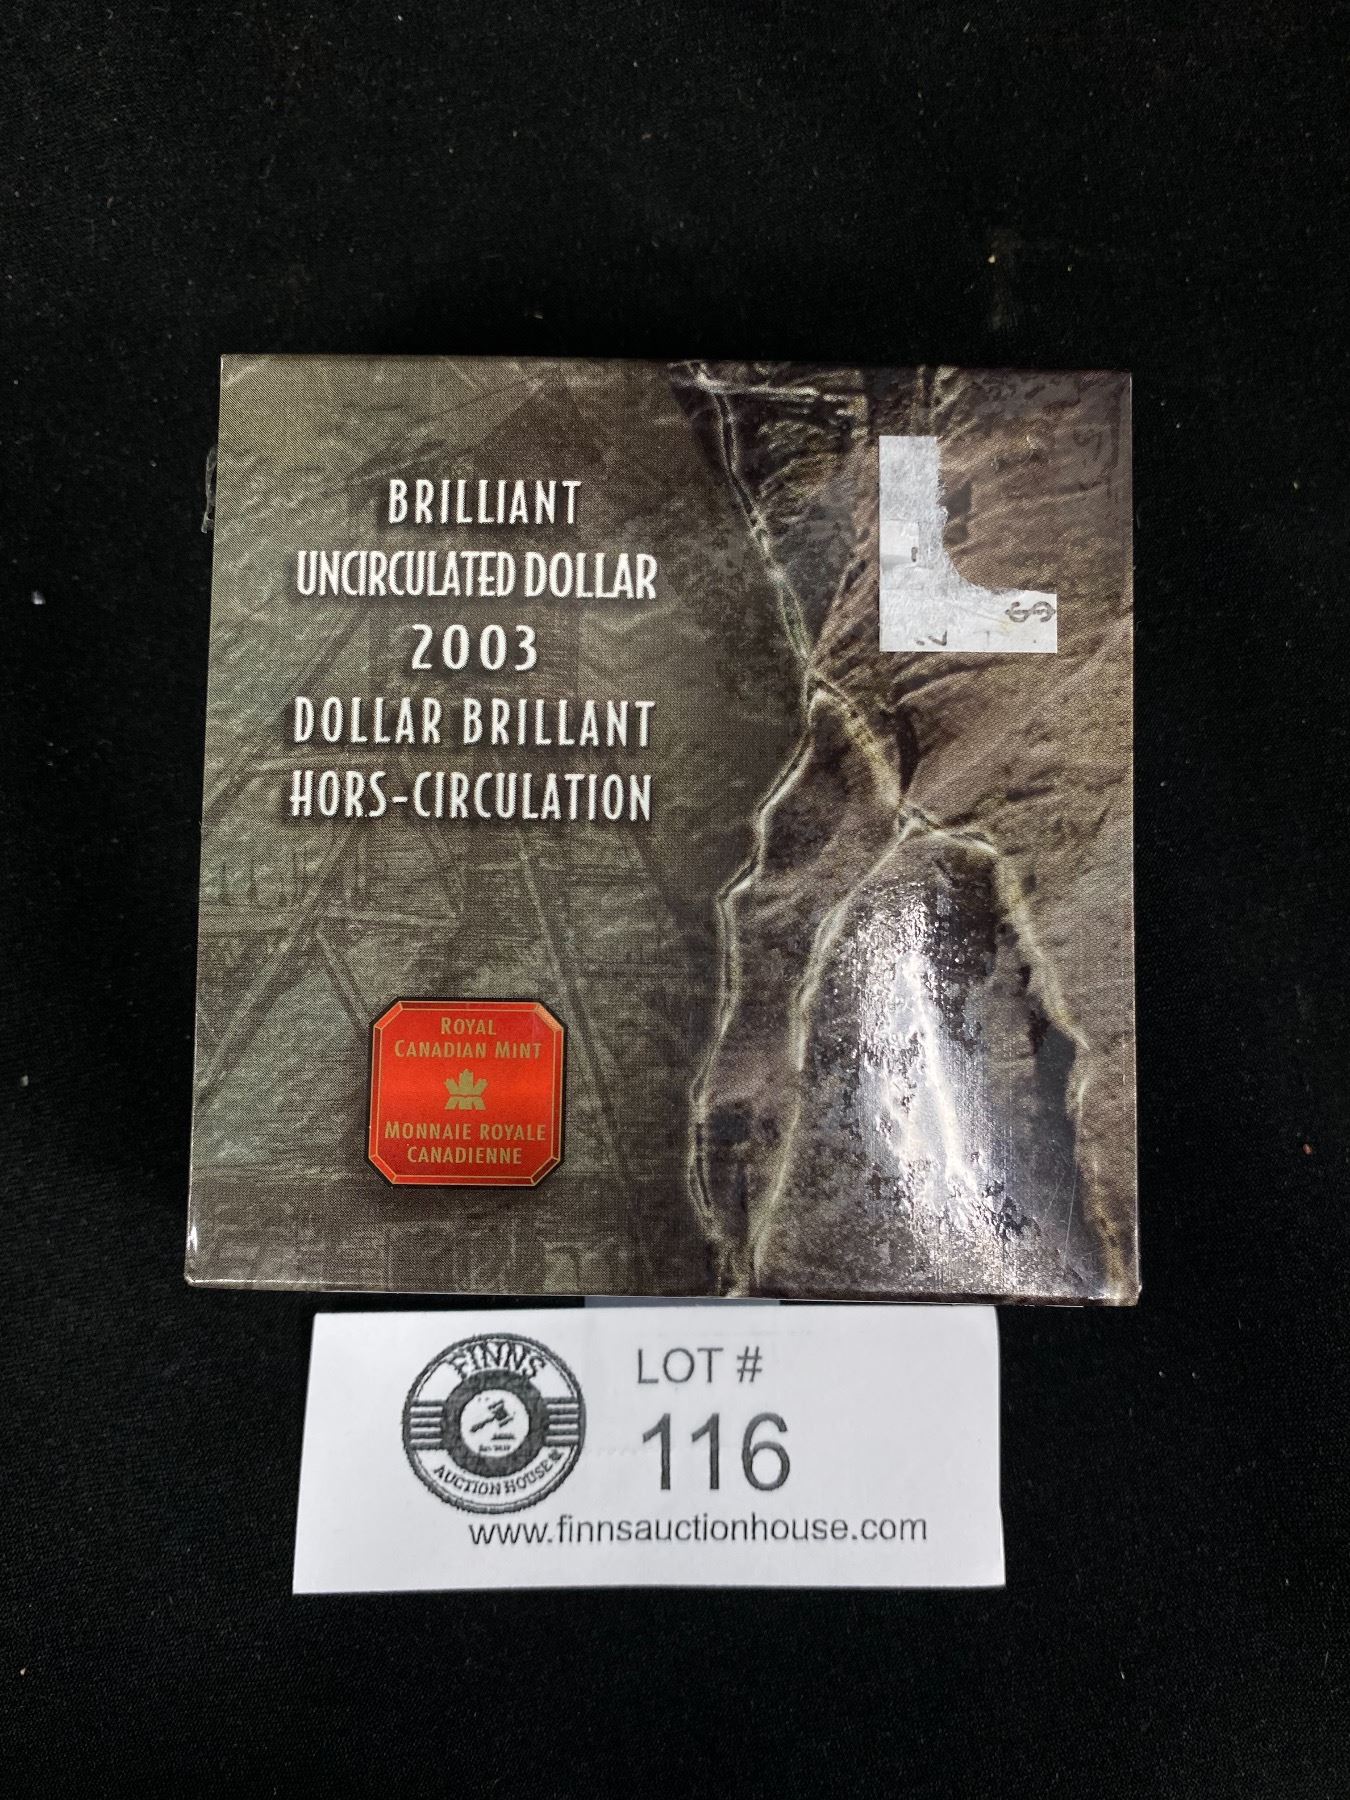 BRILLIANT
UNCIRCULATED DOLLAR
2003
DOLLAR BRILLANT
HORS-CIRCULATION
$
ROYAL
CANADIAN MINT
MONNAIE ROYALE
CANADIENNE
FINNS
AUCTION HOUSE
LOT #
116
www.finnsauctionhouse.com